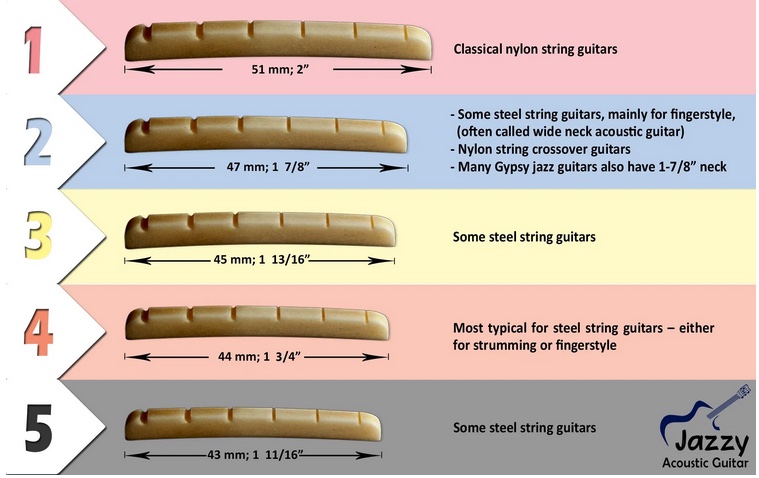 1
51 mm; 2”
Classical nylon string guitars
2
47 mm; 1 7/8”
- Some steel string guitars, mainly for fingerstyle,
(often called wide neck acoustic guitar)
- Nylon string crossover guitars
- Many Gypsy jazz guitars also have 1-7/8” neck
3
45 mm; 1 13/16”
Some steel string guitars
4
44 mm; 1 3/4”
Most typical for steel string guitars – either
for strumming or fingerstyle
5
43 mm; 1 11/16”
Some steel string guitars
Jazzy
Acoustic Guitar